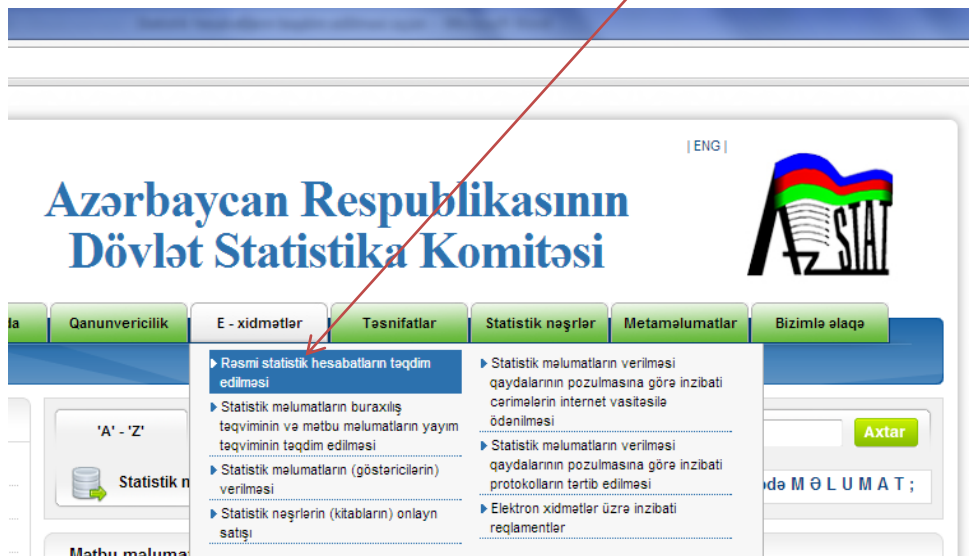 | ENG |
Azərbaycan Respublikasının
Dövlət Statistika Komitəsi
AZSTAT
da
Qanunvericilik
E - xidmətlər
Təsnifatlar
Statistik nəşrlər
Metaməlumatlar
Bizimlə əlaqə
Rəsmi statistik hesabatların təqdim
edilməsi
Statistik məlumatların buraxılış
təqviminin və mətbu məlumatların yayım
təqviminin təqdim edilməsi
Statistik məlumatların (göstəricilərin)
verilməsi
Statistik nəşrlərin (kitabların) onlayn
satışı
Statistik məlumatların verilməsi
qaydalarının pozulmasına görə inzibati
cərimələrin internet vasitəsilə
ödənilməsi
Statistik məlumatların verilməsi
qaydalarının pozulmasına görə inzibati
protokolların tərtib edilməsi
Elektron xidmətlər üzrə inzibati
reqlamentlər
'A' - 'Z'
Axtar
Statistik n
də M Ə L U M A T ;
Mətbu məlumat